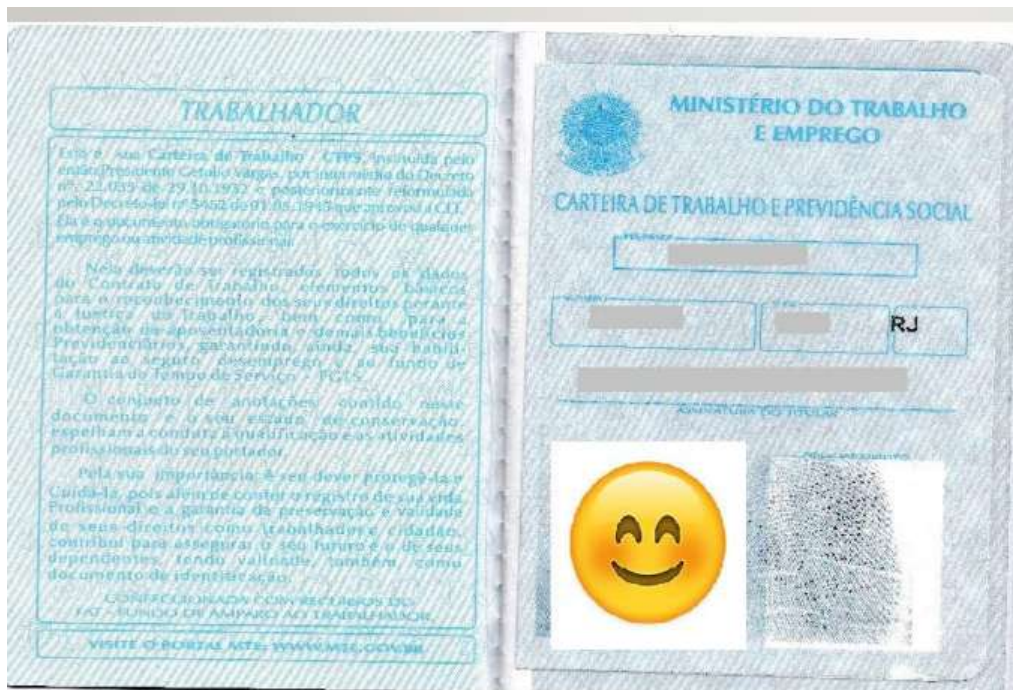 TRABALHADOR
Esta é sua Carteira de Trabalho - CTPS, instituída pelo
então Presidente Getúlio Vargas, por intermédio do Decreto
nº. 22.035 de 29.10.1932 e posteriormente reformulada
pelo Decreto-lei nº 5452 de 01.05.1943 que aprovou a CLT.
Ela é o documento obrigatório para o exercício de qualquer
emprego ou atividade profissional.
Nela deverão ser registrados todos os dados
do Contrato de Trabalho, elementos básicos
para o reconhecimento dos seus direitos perante
a Justiça do Trabalho, bem como para a
obtenção de aposentadoria e demais benefícios
Previdenciários, garantindo ainda, sua habili-
tação ao seguro desemprego e ao fundo de
Garantia do Tempo de Serviço - FGTS.
O conjunto de anotações contido neste
documento e o seu estado de conservação,
espelham a conduta a qualificação e as atividades
profissionais do seu portador.
Pela sua importância, é seu dever protegê-la e
Cuidá-la, pois além de conter o registro de sua vida
Profissional e a garantia da preservação e validade
de seus direitos como trabalhador e cidadão,
contribui para assegurar o seu futuro e o de seus
dependentes, tendo validade, também como
documento de identificação.
CONFECCIONADA COM RECURSOS DO
FAT - FUNDO DE AMPARO AO TRABALHADOR.
VISITE O PORTAL MTE: WWW.MTE.GOV.BR
MINISTÉRIO DO TRABALHO
E EMPREGO
CARTEIRA DE TRABALHO E PREVIDÊNCIA SOCIAL
NÚMERO
RJ
ASSINATURA DO TITULAR